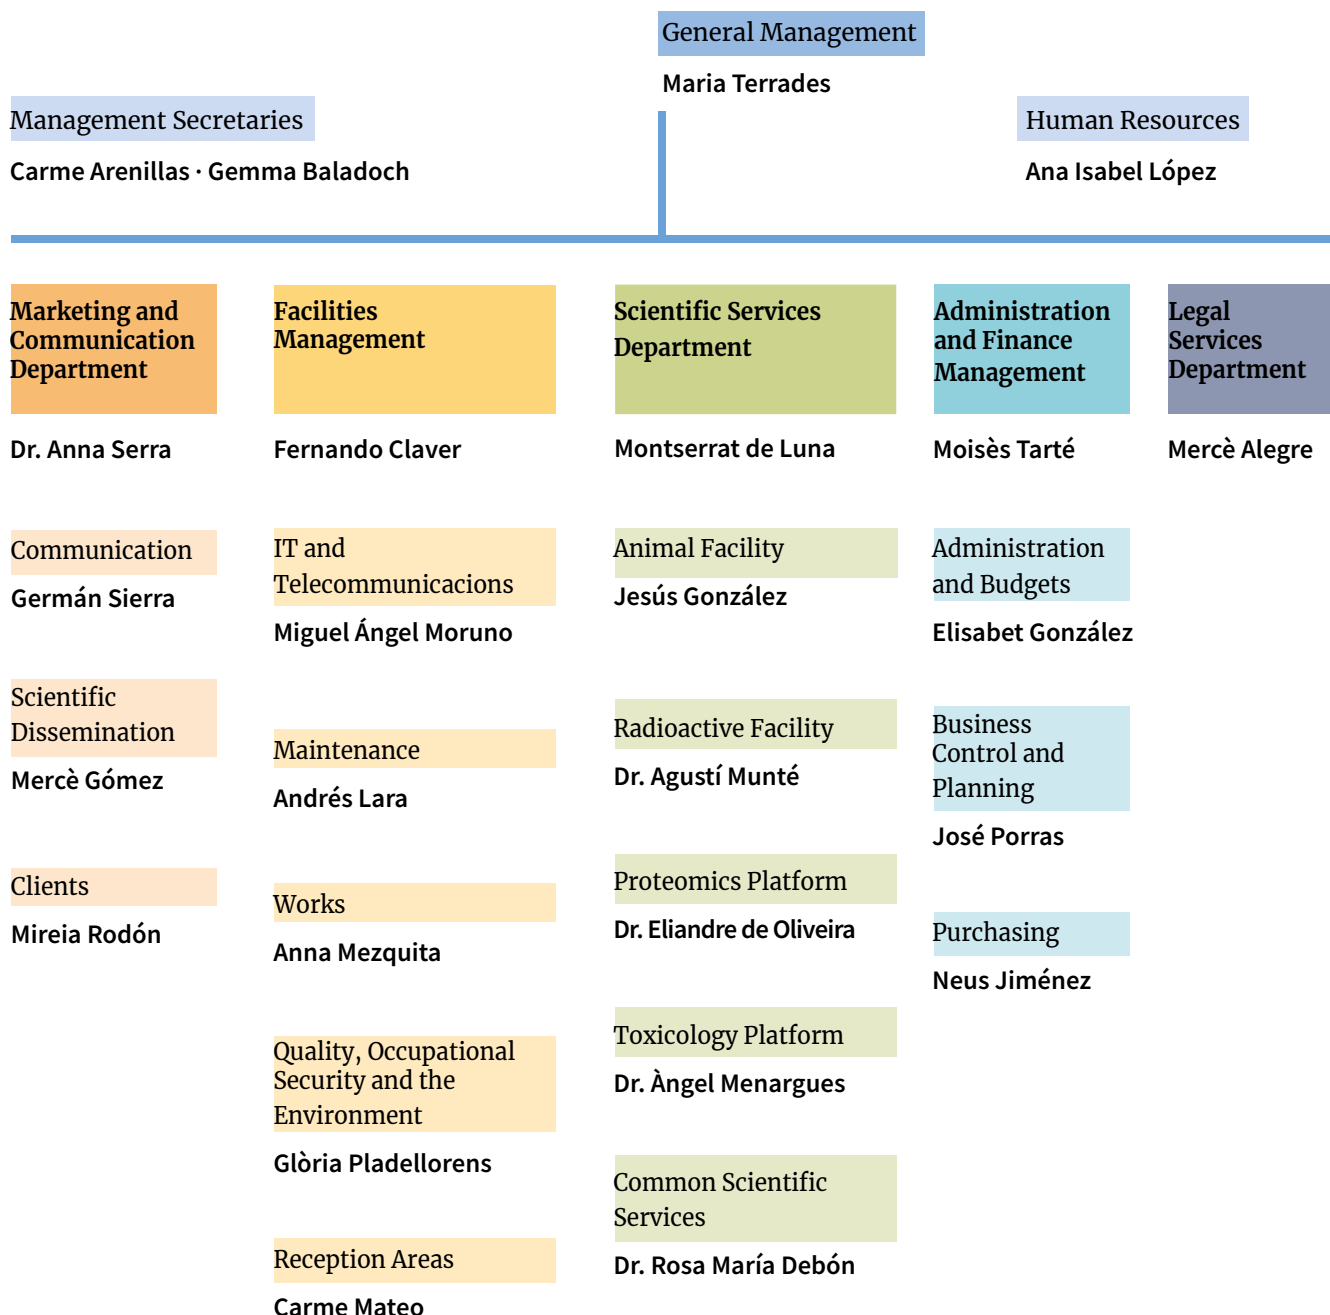 General Management
Maria Terrades
Management Secretaries
Carme Arenillas · Gemma Baladoch
Human Resources
Ana Isabel López
Marketing and
Communication
Department
Dr. Anna Serra
Communication
Germán Sierra
Scientific
Dissemination
Mercè Gómez
Clients
Mireia Rodón
Facilities
Management
Fernando Claver
IT and
Telecommunicacions
Miguel Ángel Moruno
Maintenance
Andrés Lara
Works
Anna Mezquita
Quality, Occupational
Security and the
Environment
Glòria Pladellorens
Reception Areas
Carme Mateo
Scientific Services
Department
Montserrat de Luna
Animal Facility
Jesús González
Radioactive Facility
Dr. Agustí Munté
Proteomics Platform
Dr. Eliandre de Oliveira
Toxicology Platform
Dr. Àngel Menargues
Common Scientific
Services
Dr. Rosa María Debón
Administration
and Finance
Management
Moisès Tarté
Administration
and Budgets
Elisabet González
Business
Control and
Planning
José Porras
Purchasing
Neus Jiménez
Legal
Services
Department
Mercè Alegre